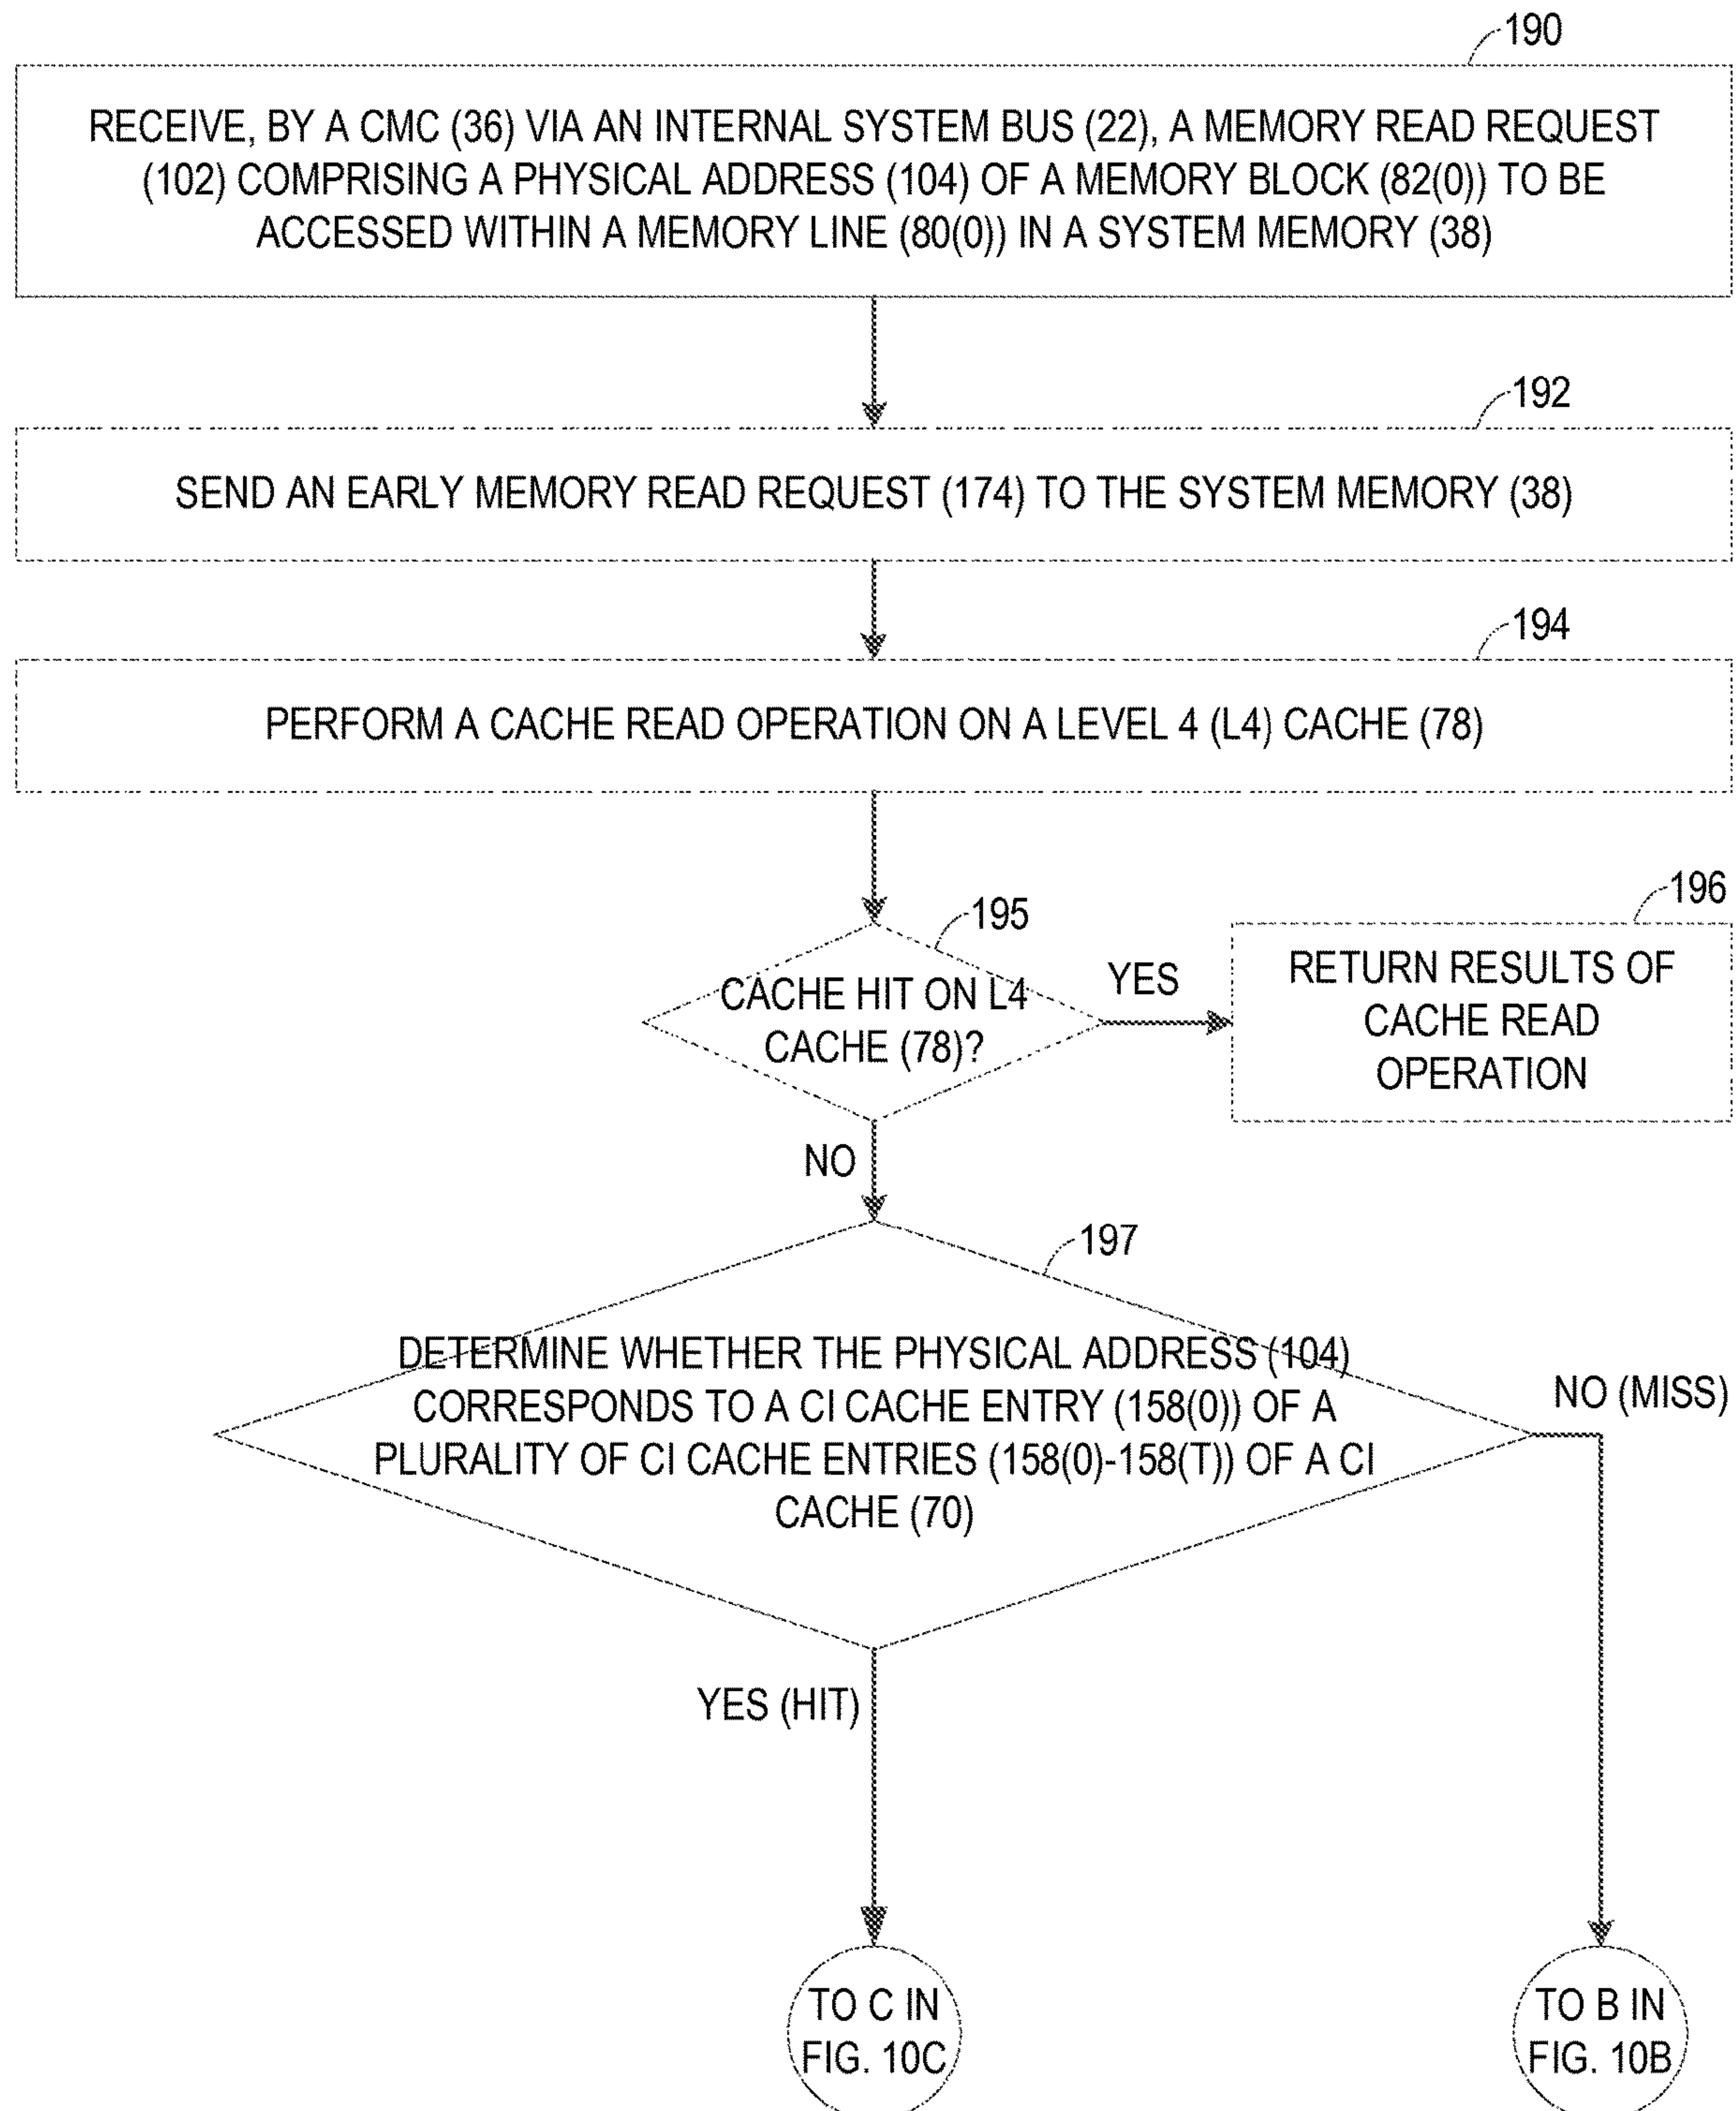 190
RECEIVE, BY A CMC (36) VIA AN INTERNAL SYSTEM BUS (22), A MEMORY READ REQUEST
(102) COMPRISING A PHYSICAL ADDRESS (104) OF A MEMORY BLOCK (82(0)) TO BE
ACCESSED WITHIN A MEMORY LINE (80(0)) IN A SYSTEM MEMORY (38)
192
SEND AN EARLY MEMORY READ REQUEST (174) TO THE SYSTEM MEMORY (38)
194
PERFORM A CACHE READ OPERATION ON A LEVEL 4 (L4) CACHE (78)
195
CACHE HIT ON L4
CACHE (78)?
YES
196
RETURN RESULTS OF
CACHE READ
OPERATION
NO
197
DETERMINE WHETHER THE PHYSICAL ADDRESS (104)
CORRESPONDS TO A CI CACHE ENTRY (158(0)) OF A
PLURALITY OF CI CACHE ENTRIES (158(0)-158(T)) OF A CI
CACHE (70)
NO (MISS)
YES (HIT)
TO C IN
FIG. 10C
TO B IN
FIG. 10B